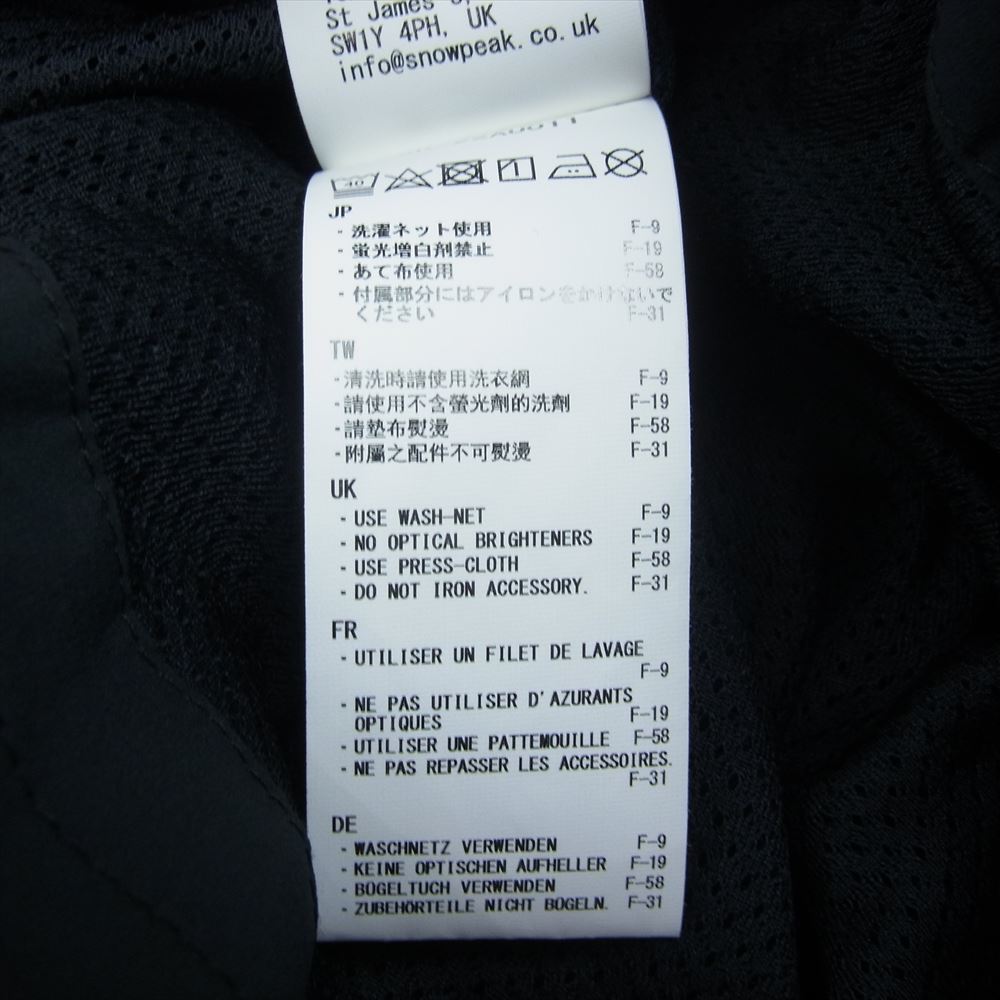 St James
SW1Y 4PH, UK
info@snowpeak.co.uk
40
JP
- 洗濯ネット使用 F-9
- 蛍光増白剤禁止 F-19
- あて布使用 F-58
- 付属部分にはアイロンをかけないで
ください F-31
TW
-清洗時請使用洗衣網 F-9
-請使用不含螢光劑的洗劑 F-19
-請墊布熨燙 F-58
-附屬之配件不可熨燙 F-31
UK
- USE WASH-NET F-9
- NO OPTICAL BRIGHTENERS F-19
- USE PRESS-CLOTH F-58
- DO NOT IRON ACCESSORY. F-31
FR
- UTILISER UN FILET DE LAVAGE
F-9
- NE PAS UTILISER D'AZURANTS
OPTIQUES F-19
- UTILISER UNE PATTEMOUILLE F-58
- NE PAS REPASSER LES ACCESSOIRES.
F-31
DE
- WASCHNETZ VERWENDEN F-9
- KEINE OPTISCHEN AUFHELLER F-19
- BÖGELTUCH VERWENDEN F-58
- ZUBEHÖRTEILE NICHT BÖGELN. F-31